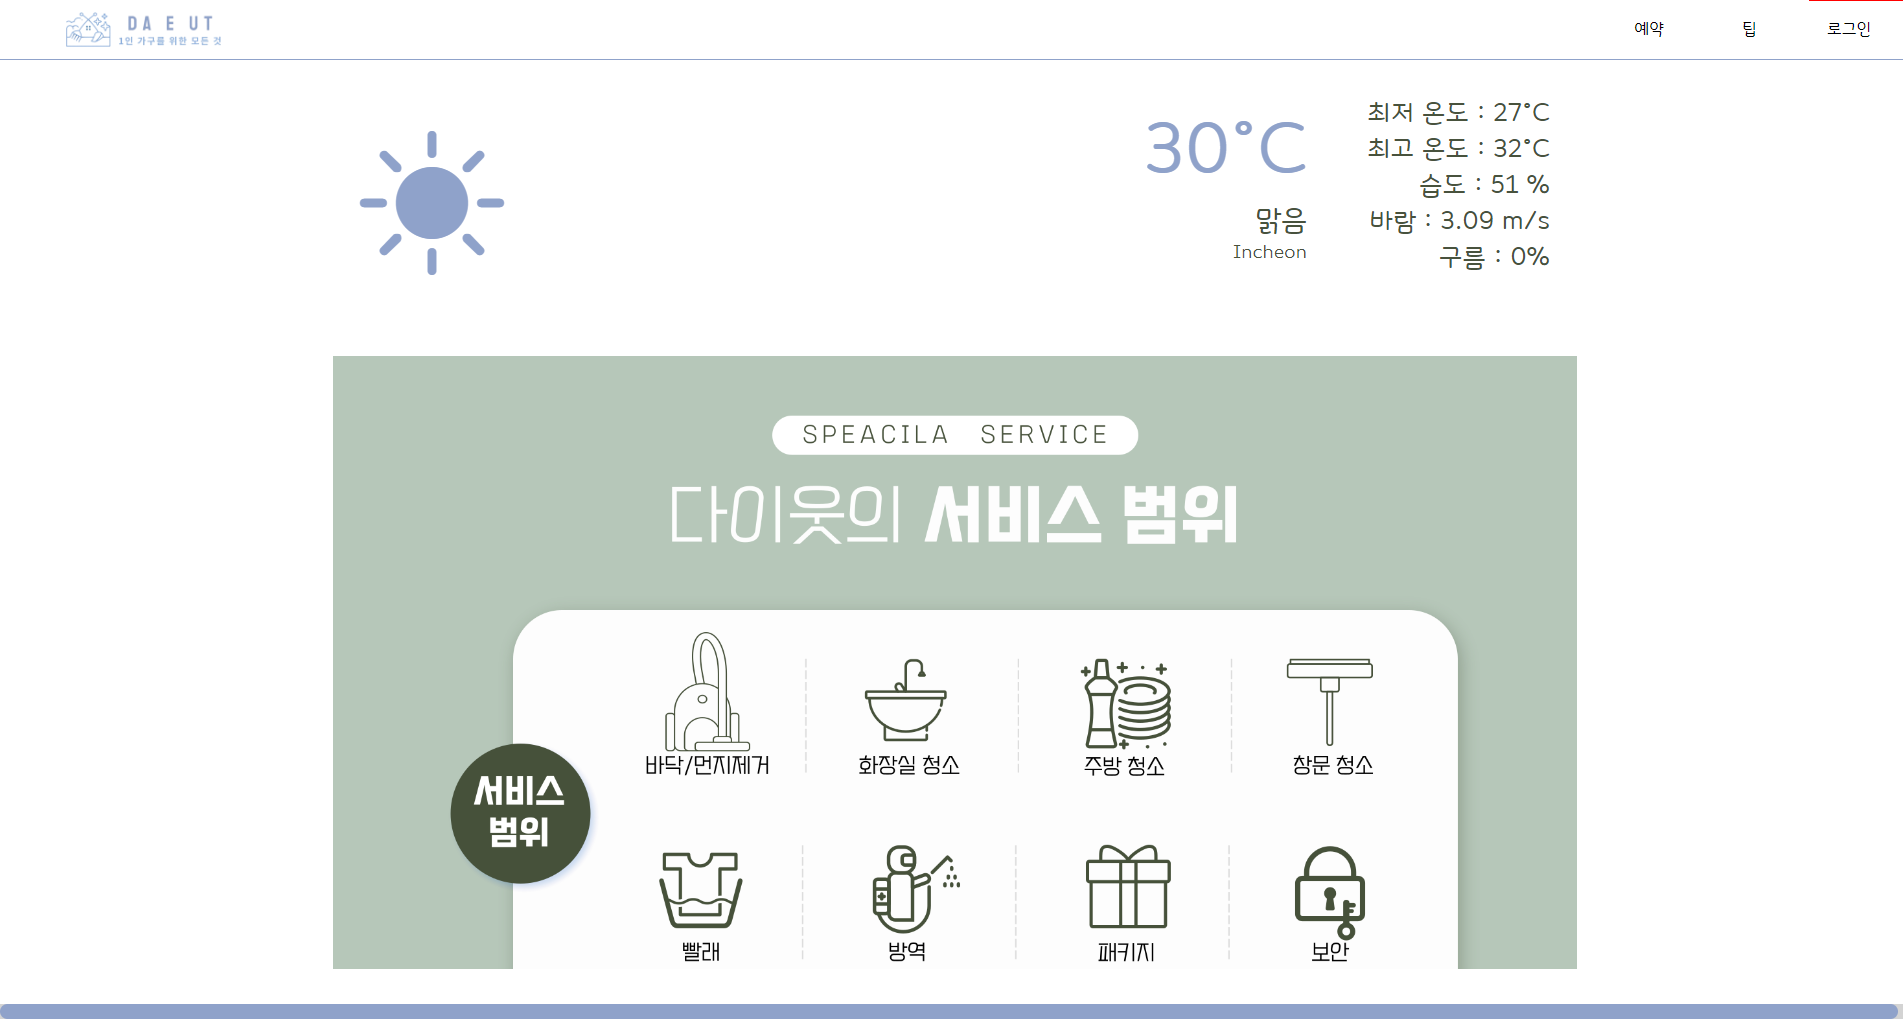 DA E UT
1인 가구를 위한 모든 것
예약
팁
로그인
30°C
맑음
Incheon
최저 온도 : 27°C
최고 온도 : 32°C
습도 : 51 %
바람 : 3.09 m/s
구름 : 0%
SPEACILA SERVICE
다이웃의 서비스 범위
서비스
범위
바닥/먼지제거
화장실 청소
주방 청소
창문 청소
빨래
방역
패키지
보안